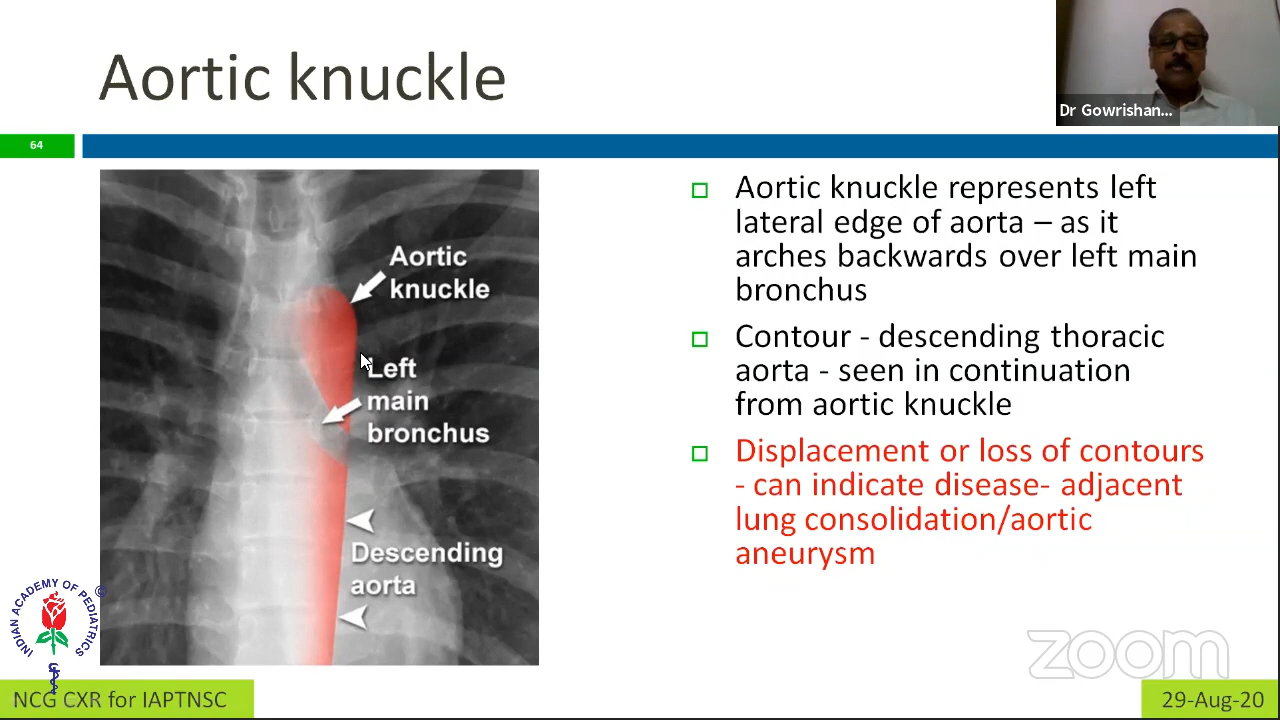 Aortic knuckle
Dr Gowrishan...
64
Aortic
knuckle
Left
main
bronchus
Descending
aorta
Aortic knuckle represents left
lateral edge of aorta – as it
arches backwards over left main
bronchus
Contour - descending thoracic
aorta - seen in continuation
from aortic knuckle
Displacement or loss of contours
- can indicate disease- adjacent
lung consolidation/aortic
aneurysm
INDIAN ACADEMY OF PEDIATRICS
©
zoom
NCG CXR for IAPTNSC
29-Aug-20